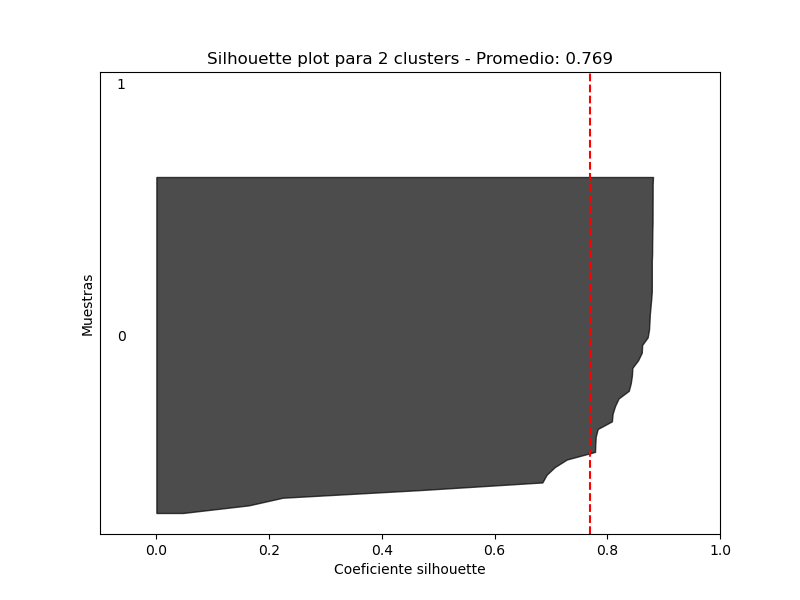 Silhouette plot para 2 clusters - Promedio: 0.769
1
0
Muestras
0.0 0.2 0.4 0.6 0.8 1.0
Coeficiente silhouette